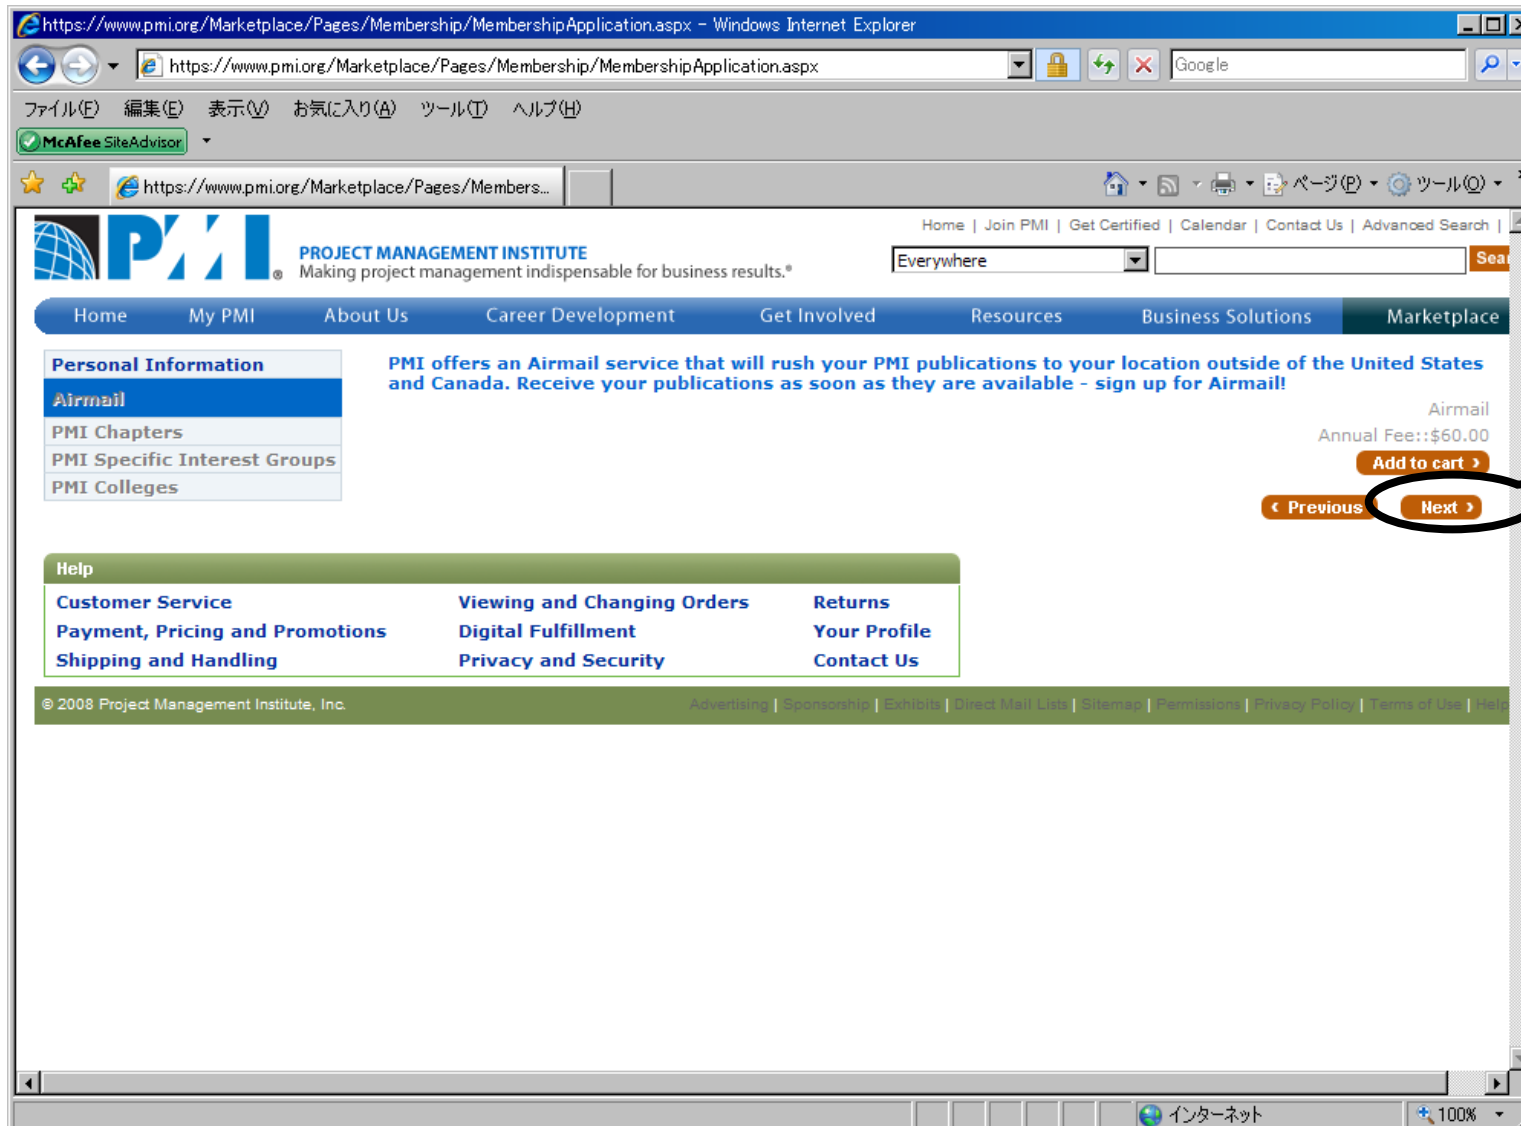 https://www.pmi.org/Marketplace/Pages/Membership/MembershipApplication.aspx - Windows Internet Explorer
https://www.pmi.org/Marketplace/Pages/Membership/MembershipApplication.aspx
Google
ファイル(F) 編集(E) 表示(V) お気に入り(A) ツール(T) ヘルプ(H)
McAfee SiteAdvisor
https://www.pmi.org/Marketplace/Pages/Members...
ページ(P) ツール(O)
Home | Join PMI | Get Certified | Calendar | Contact Us | Advanced Search |
PMI®
PROJECT MANAGEMENT INSTITUTE
Making project management indispensable for business results.®
Everywhere
Sear
Home My PMI About Us Career Development Get Involved Resources Business Solutions Marketplace
Personal Information
Airmail
PMI Chapters
PMI Specific Interest Groups
PMI Colleges
PMI offers an Airmail service that will rush your PMI publications to your location outside of the United States
and Canada. Receive your publications as soon as they are available - sign up for Airmail!
Airmail
Annual Fee::$60.00
Add to cart ›
‹ Previous Next ›
Help
Customer Service Viewing and Changing Orders Returns
Payment, Pricing and Promotions Digital Fulfillment Your Profile
Shipping and Handling Privacy and Security Contact Us
© 2008 Project Management Institute, Inc. Advertising | Sponsorship | Exhibits | Direct Mail Lists | Sitemap | Permissions | Privacy Policy | Terms of Use | Help
インターネット 100%